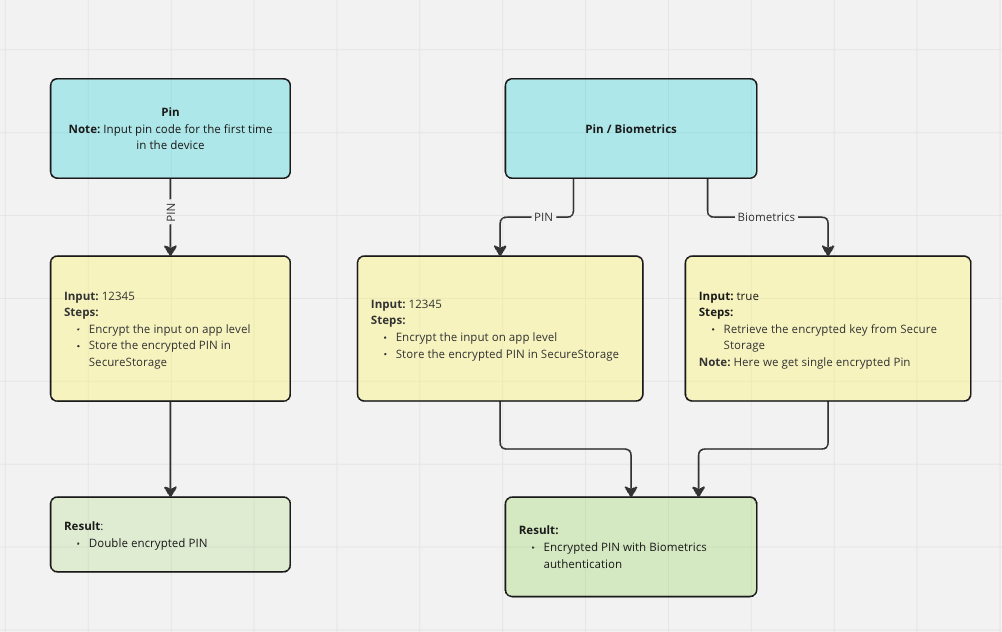 Pin
Note: Input pin code for the first time
in the device
PIN
Input: 12345
Steps:
• Encrypt the input on app level
• Store the encrypted PIN in
SecureStorage
Result:
• Double encrypted PIN
Pin / Biometrics
PIN
Biometrics
Input: 12345
Steps:
• Encrypt the input on app level
• Store the encrypted PIN in SecureStorage
Input: true
Steps:
• Retrieve the encrypted key from Secure
Storage
Note: Here we get single encrypted Pin
Result:
• Encrypted PIN with Biometrics
authentication